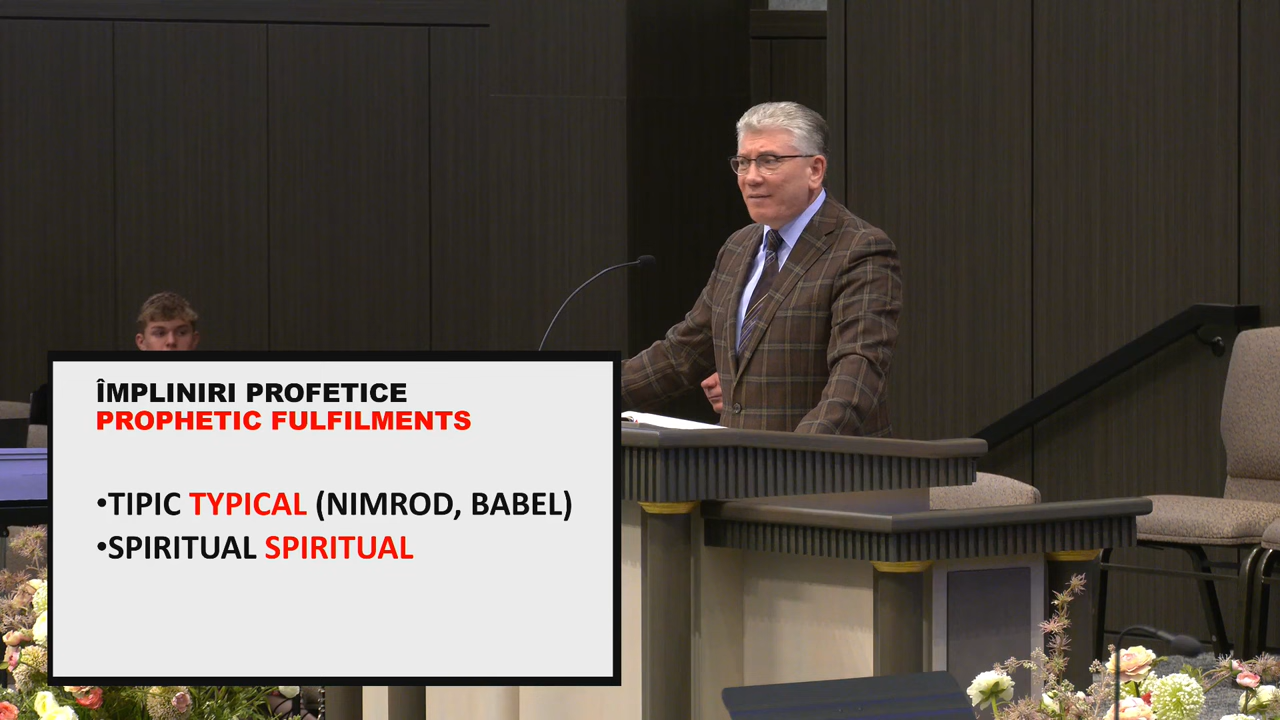 ÎMPLINIRI PROFETICE
PROPHETIC FULFILMENTS
•TIPIC TYPICAL (NIMROD, BABEL)
•SPIRITUAL SPIRITUAL